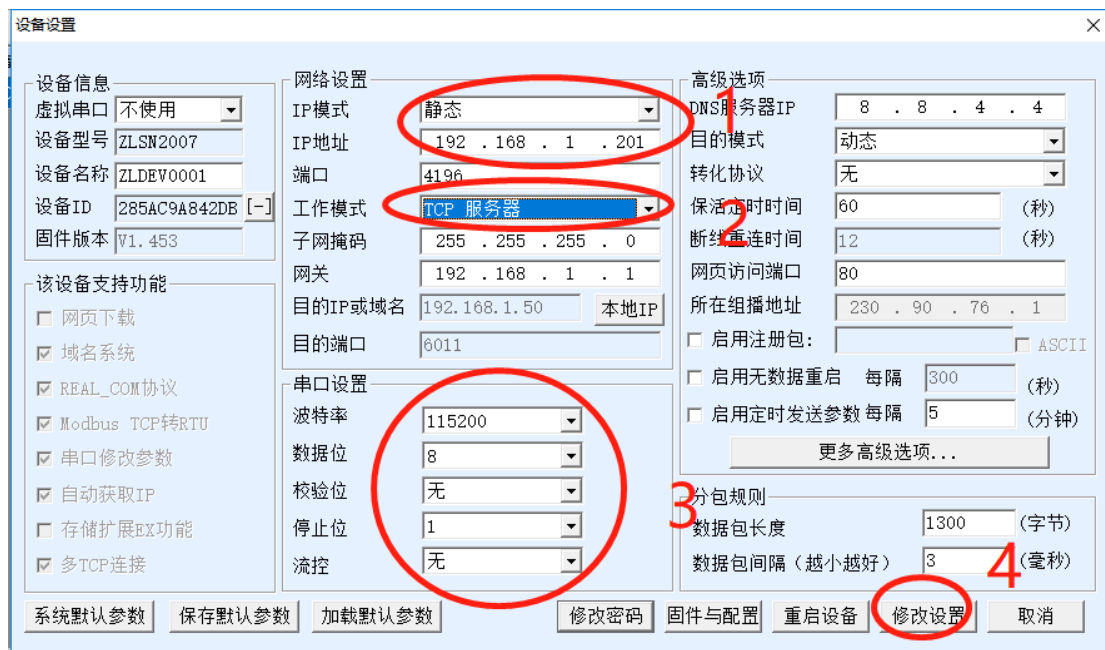 设备设置
设备信息
虚拟串口 不使用
设备型号 ZLSN2007
设备名称 ZLDEV0001
设备ID 285AC9A842DB [-]
固件版本 V1.453
该设备支持功能
网页下载
域名系统
REAL_COM协议
Modbus TCP转RTU
串口修改参数
自动获取IP
存储扩展EX功能
多TCP连接
网络设置
IP模式 静态
IP地址 192 .168 . 1 .201
端口 4196
工作模式 TCP 服务器
子网掩码 255 .255 .255 . 0
网关 192 .168 . 1 . 1
目的IP或域名 192.168.1.50 本地IP
目的端口 6011
串口设置
波特率 115200
数据位 8
校验位 无
停止位 1
流控 无
高级选项
1
DNS服务器IP 8 . 8 . 4 . 4
目的模式 动态
转化协议 无
保活定时时间 60 (秒)
2
断线重连时间 12 (秒)
网页访问端口 80
所在组播地址 230 . 90 . 76 . 1
启用注册包: ASCII
启用无数据重启 每隔 300 (秒)
启用定时发送参数 每隔 5 (分钟)
更多高级选项...
3
分包规则
数据包长度 1300 (字节)
数据包间隔(越小越好) 3 (毫秒)
4
系统默认参数 保存默认参数 加载默认参数 修改密码 固件与配置 重启设备 修改设置 取消